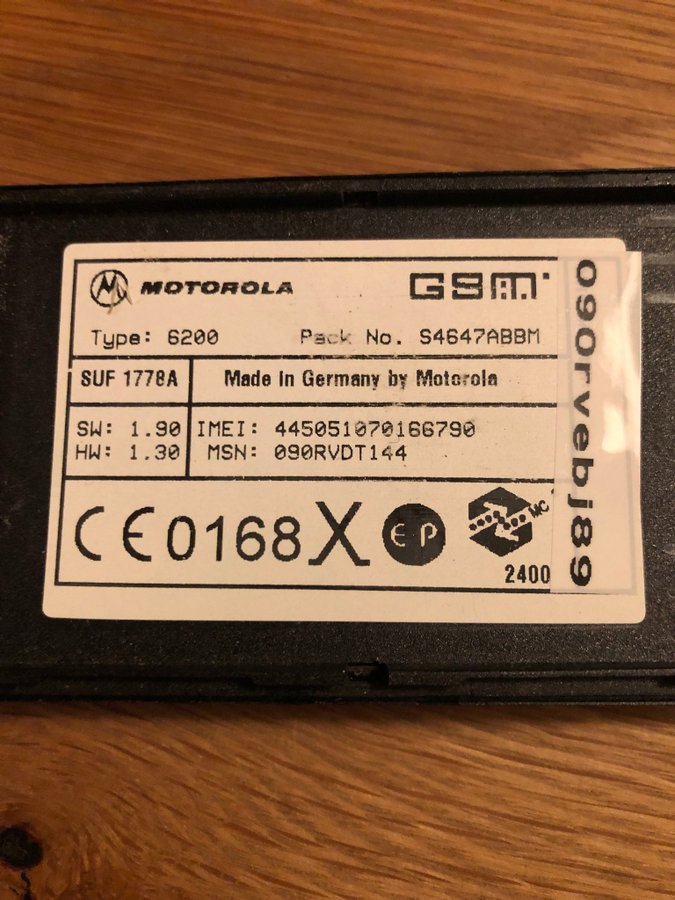 MOTOROLA GSM
Type: 6200 Pack No. S4647ABBM
SUF 1778A Made In Germany by Motorola
SW: 1.90 IMEI: 445051070166790
HW: 1.30 MSN: 090RVDT144
CE0168X EP MC
2400
090rvebj89